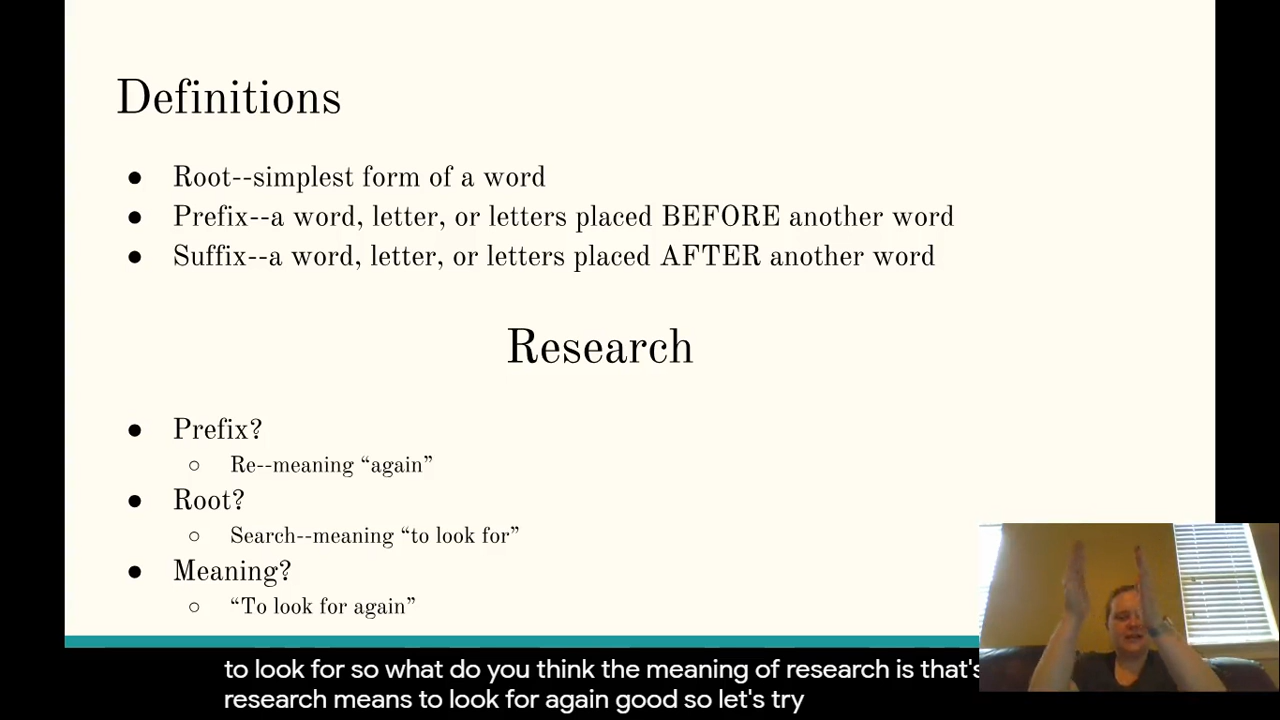 Definitions
● Root--simplest form of a word
● Prefix--a word, letter, or letters placed BEFORE another word
● Suffix--a word, letter, or letters placed AFTER another word
Research
● Prefix?
○ Re--meaning “again”
● Root?
○ Search--meaning “to look for”
● Meaning?
○ “To look for again”
to look for so what do you think the meaning of research is that's
research means to look for again good so let's try